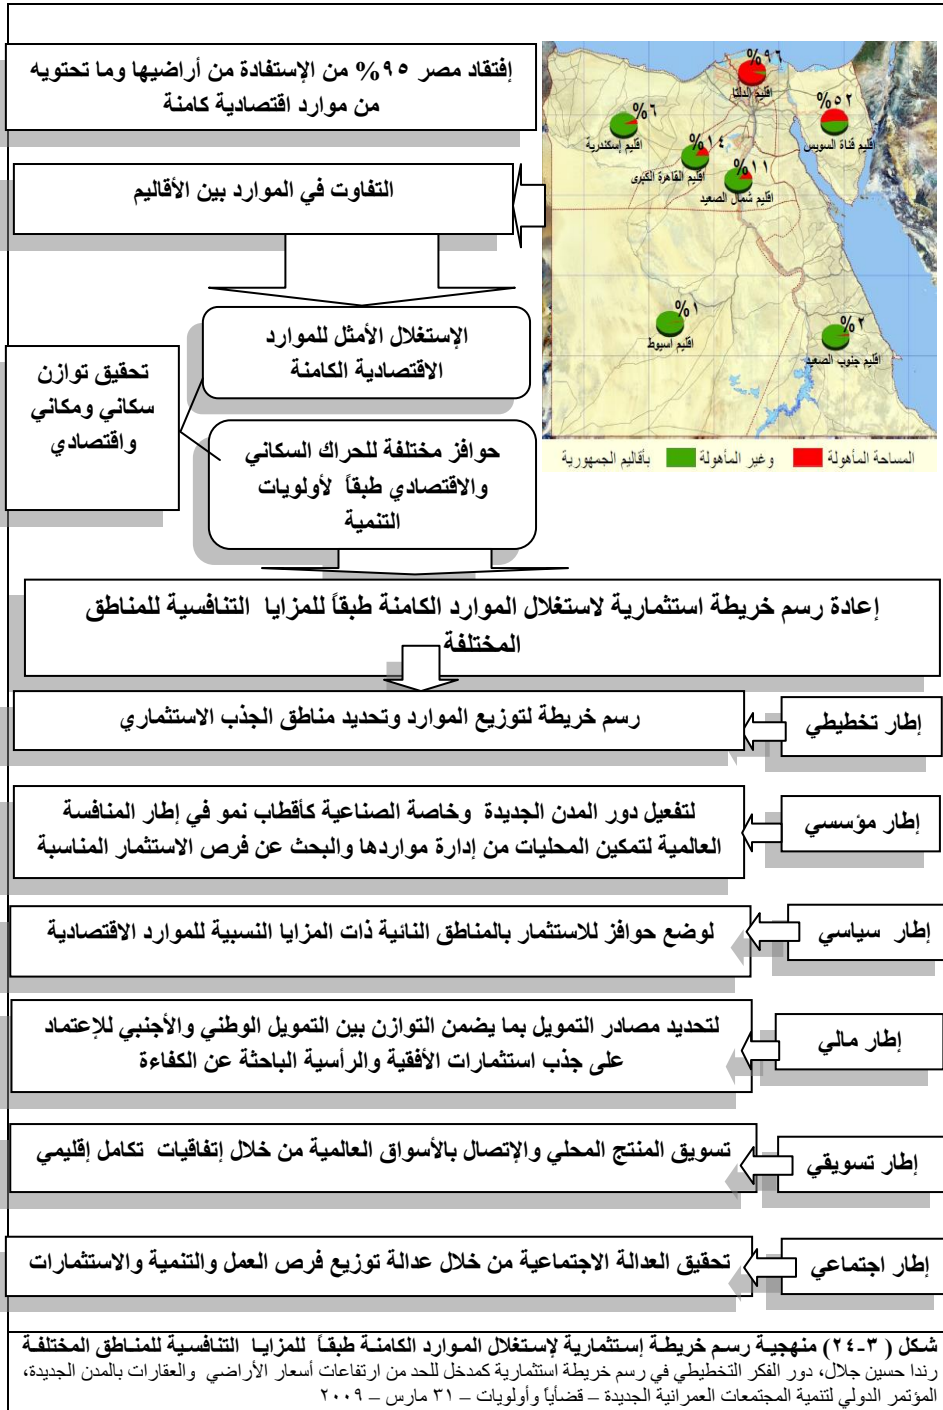 إفتقاد مصر ٩٥% من الإستفادة من أراضيها وما تحتويه
من موارد اقتصادية كامنة
التفاوت في الموارد بين الأقاليم
%٩٦
اقليم الدلتا
%٥٢
اقليم قناة السويس
%٦
اقليم إسكندرية
%١٤
اقليم القاهرة الكبرى
%١١
اقليم شمال الصعيد
%١
اقليم اسيوط
%٢
اقليم جنوب الصعيد
المساحة المأهولة وغير المأهولة بأقاليم الجمهورية
الإستغلال الأمثل للموارد
الاقتصادية الكامنة
تحقيق توازن
سكاني ومكاني
واقتصادي
حوافز مختلفة للحراك السكاني
والاقتصادي طبقاً لأولويات
التنمية
إعادة رسم خريطة استثمارية لاستغلال الموارد الكامنة طبقاً للمزايا التنافسية للمناطق
المختلفة
إطار تخطيطي
رسم خريطة لتوزيع الموارد وتحديد مناطق الجذب الاستثماري
إطار مؤسسي
لتفعيل دور المدن الجديدة وخاصة الصناعية كأقطاب نمو في إطار المنافسة
العالمية لتمكين المحليات من إدارة مواردها والبحث عن فرص الاستثمار المناسبة
إطار سياسي
لوضع حوافز للاستثمار بالمناطق النائية ذات المزايا النسبية للموارد الاقتصادية
إطار مالي
لتحديد مصادر التمويل بما يضمن التوازن بين التمويل الوطني والأجنبي للإعتماد
على جذب استثمارات الأفقية والرأسية الباحثة عن الكفاءة
إطار تسويقي
تسويق المنتج المحلي والإتصال بالأسواق العالمية من خلال إتفاقيات تكامل إقليمي
إطار اجتماعي
تحقيق العدالة الاجتماعية من خلال عدالة توزيع فرص العمل والتنمية والاستثمارات
شكل ( ٣-٢٤) منهجية رسم خريطة إستثمارية لإستغلال الموارد الكامنة طبقاً للمزايا التنافسية للمناطق المختلفة
رندا حسين جلال، دور الفكر التخطيطي في رسم خريطة استثمارية كمدخل للحد من ارتفاعات أسعار الأراضي والعقارات بالمدن الجديدة،
المؤتمر الدولي لتنمية المجتمعات العمرانية الجديدة – قضايا وأولويات – ٣١ مارس – ٢٠٠٩